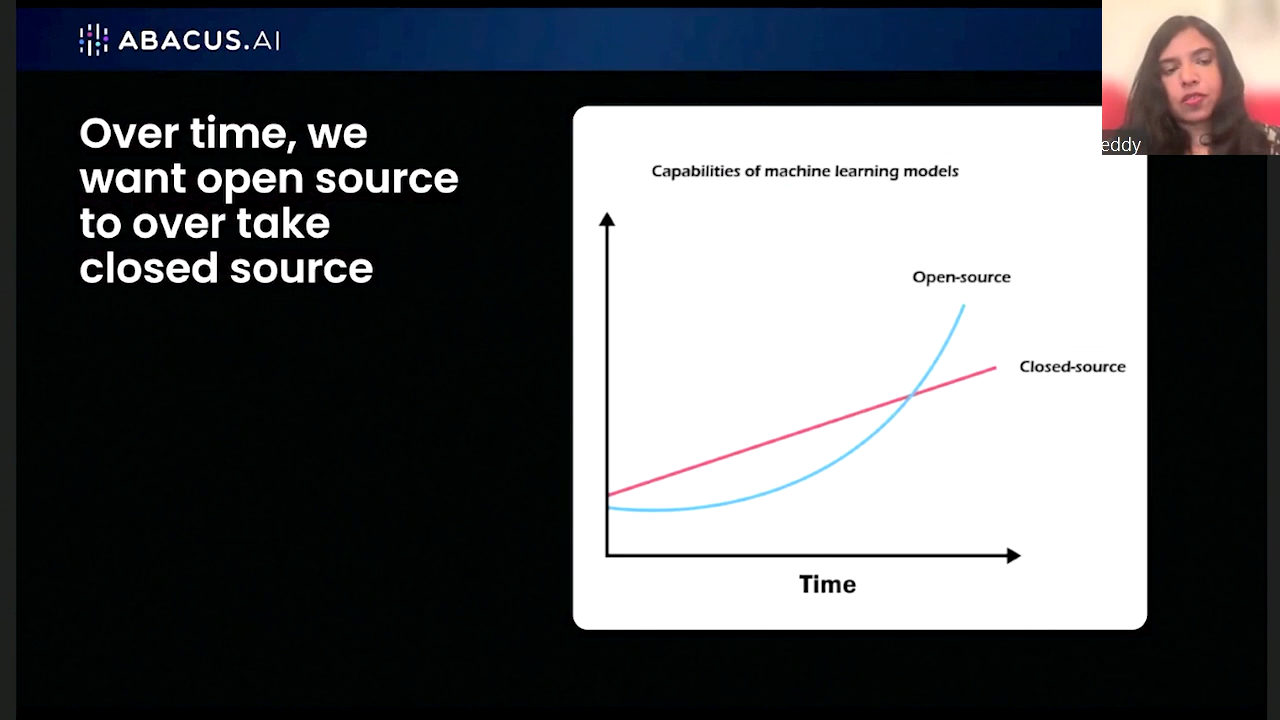 ABACUS.AI
Over time, we
want open source
to over take
closed source
Capabilities of machine learning models
Open-source
Closed-source
Time
eddy